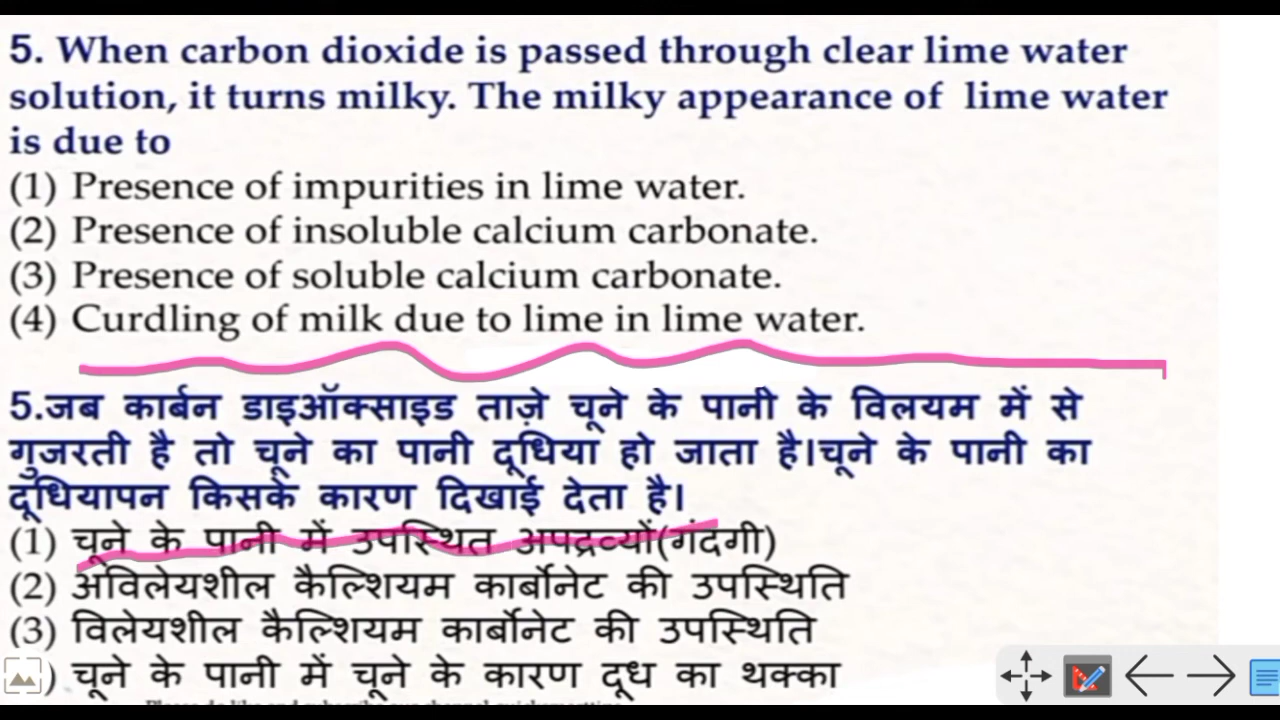 5. When carbon dioxide is passed through clear lime water
solution, it turns milky. The milky appearance of lime water
is due to
(1) Presence of impurities in lime water.
(2) Presence of insoluble calcium carbonate.
(3) Presence of soluble calcium carbonate.
(4) Curdling of milk due to lime in lime water.
5.जब कार्बन डाइऑक्साइड ताज़े चूने के पानी के विलयम में से
गुजरती है तो चूने का पानी दूधिया हो जाता है।चूने के पानी का
दूधियापन किसके कारण दिखाई देता है।
(1) चूने के पानी में उपस्थित अपद्रव्यों(गंदगी)
(2) अविलेयशील कैल्शियम कार्बोनेट की उपस्थिति
(3) विलेयशील कैल्शियम कार्बोनेट की उपस्थिति
) चूने के पानी में चूने के कारण दूध का थक्का